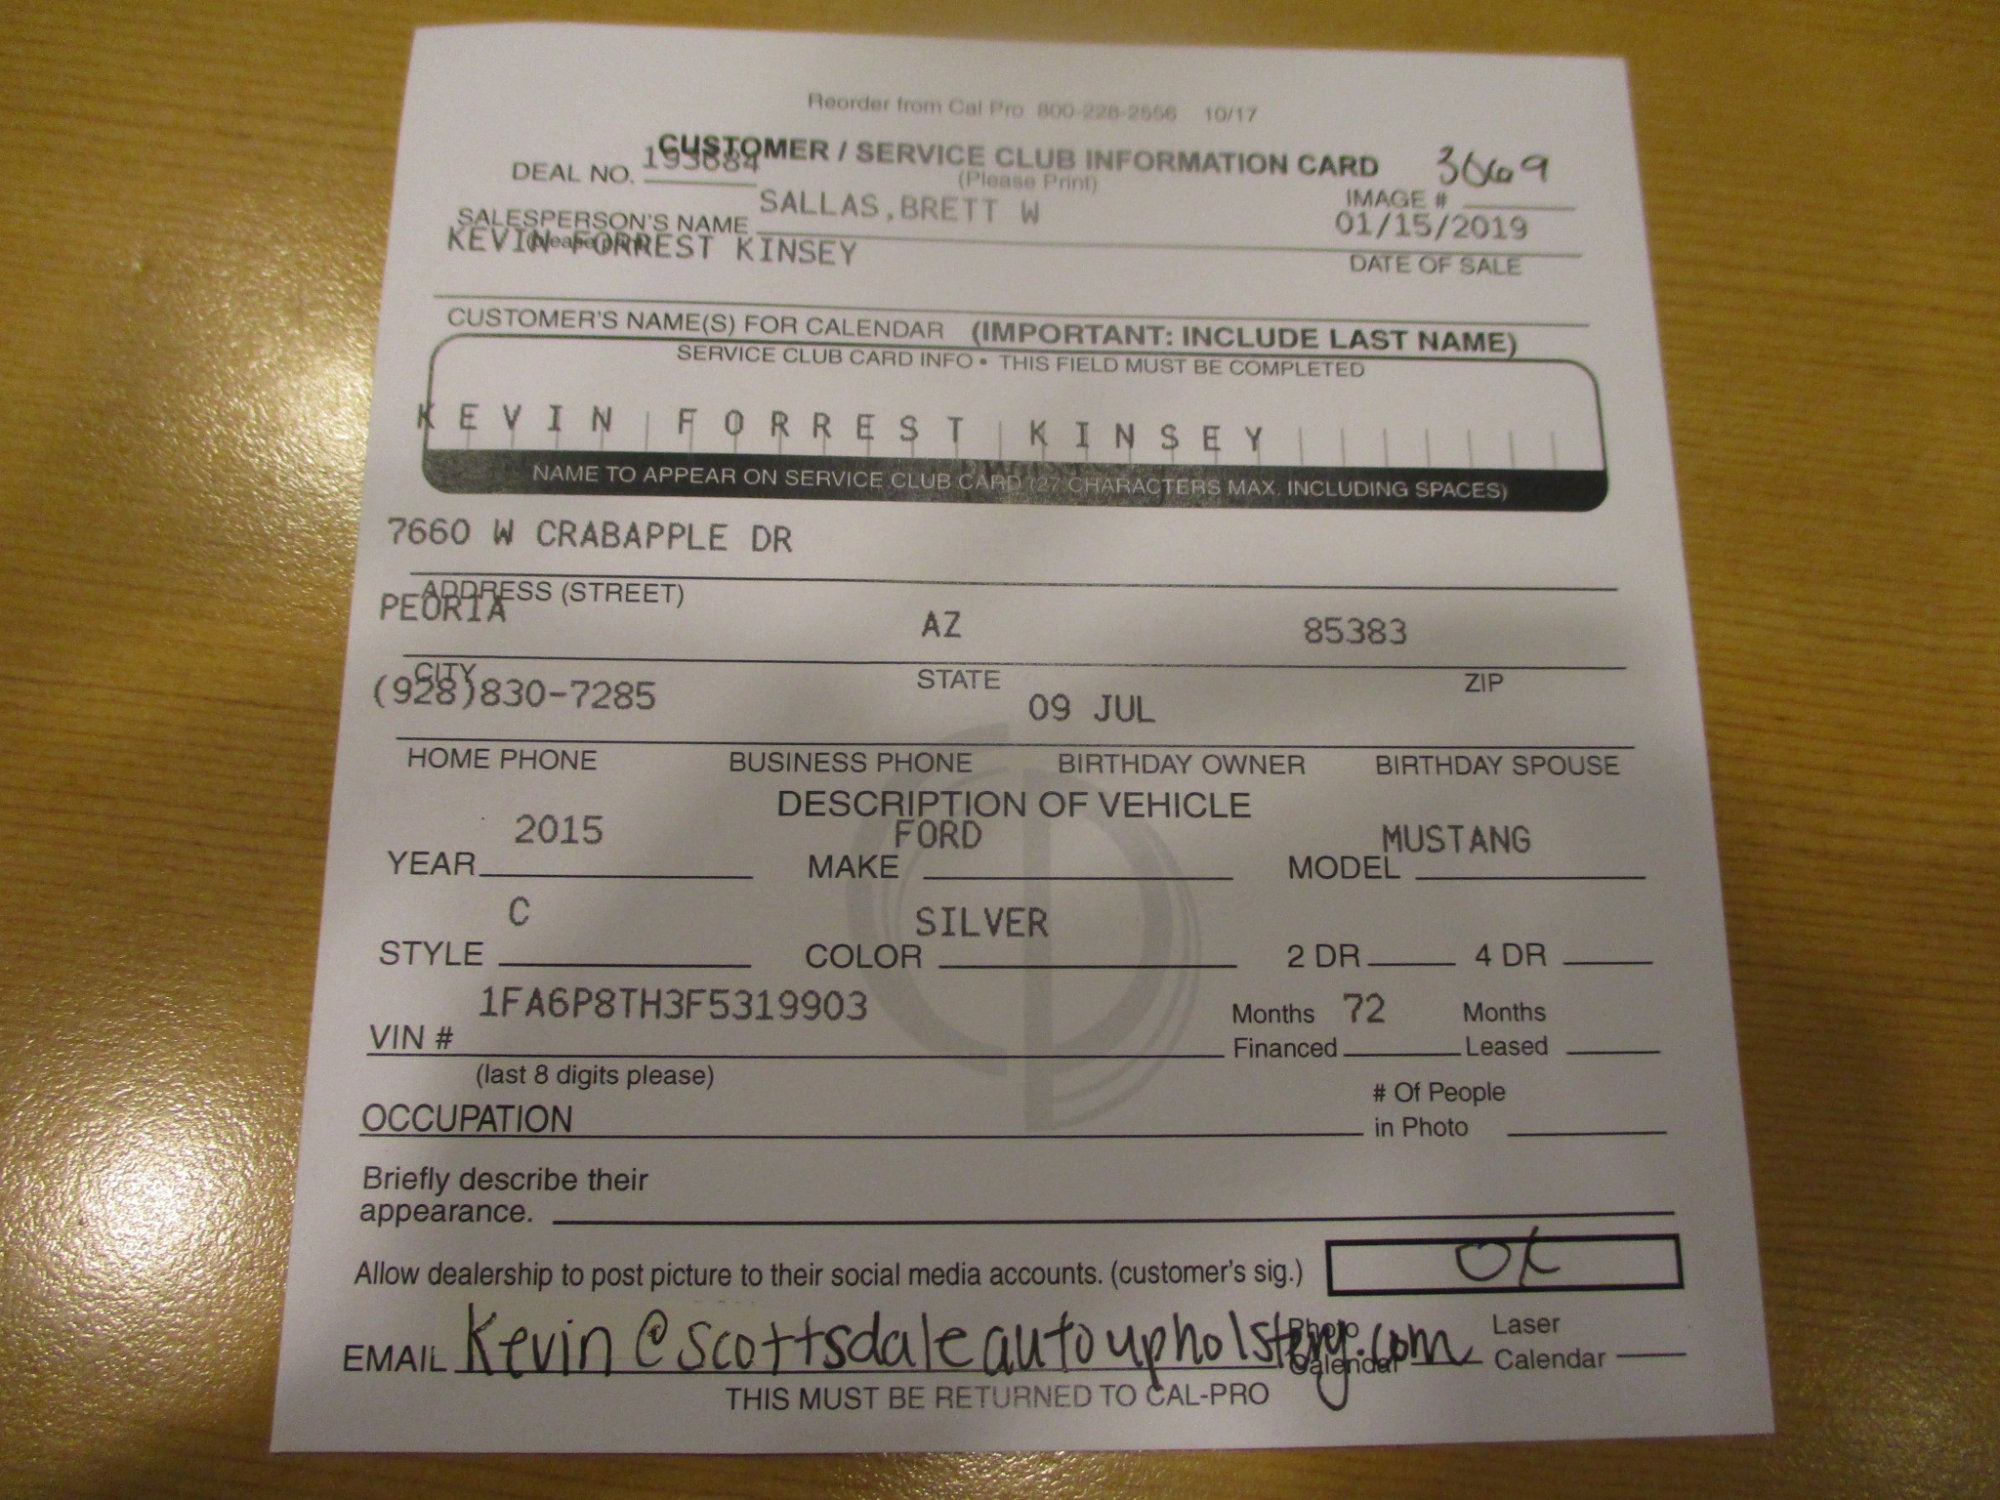 Reorder from Cal Pro 800-228-2556 10/17
CUSTOMER / SERVICE CLUB INFORMATION CARD
(Please Print)
DEAL NO. 193684
IMAGE # 3669
SALESPERSON'S NAME SALLAS,BRETT W
(please print)
01/15/2019
DATE OF SALE
KEVIN FORREST KINSEY
CUSTOMER'S NAME(S) FOR CALENDAR (IMPORTANT: INCLUDE LAST NAME)
SERVICE CLUB CARD INFO • THIS FIELD MUST BE COMPLETED
KEVIN FORREST KINSEY
NAME TO APPEAR ON SERVICE CLUB CARD (27 CHARACTERS MAX. INCLUDING SPACES)
7660 W CRABAPPLE DR
ADDRESS (STREET)
PEORIA AZ 85383
CITY STATE ZIP
(928)830-7285 09 JUL
HOME PHONE BUSINESS PHONE BIRTHDAY OWNER BIRTHDAY SPOUSE
DESCRIPTION OF VEHICLE
YEAR 2015 MAKE FORD MODEL MUSTANG
STYLE C COLOR SILVER 2 DR 4 DR
VIN # 1FA6P8TH3F5319903 Months Financed 72 Months Leased
(last 8 digits please)
OCCUPATION # Of People in Photo
Briefly describe their
appearance.
Allow dealership to post picture to their social media accounts. (customer's sig.) OK
EMAIL Kevin@scottsdaleautoupholstery.com Photo Calendar Laser Calendar
THIS MUST BE RETURNED TO CAL-PRO